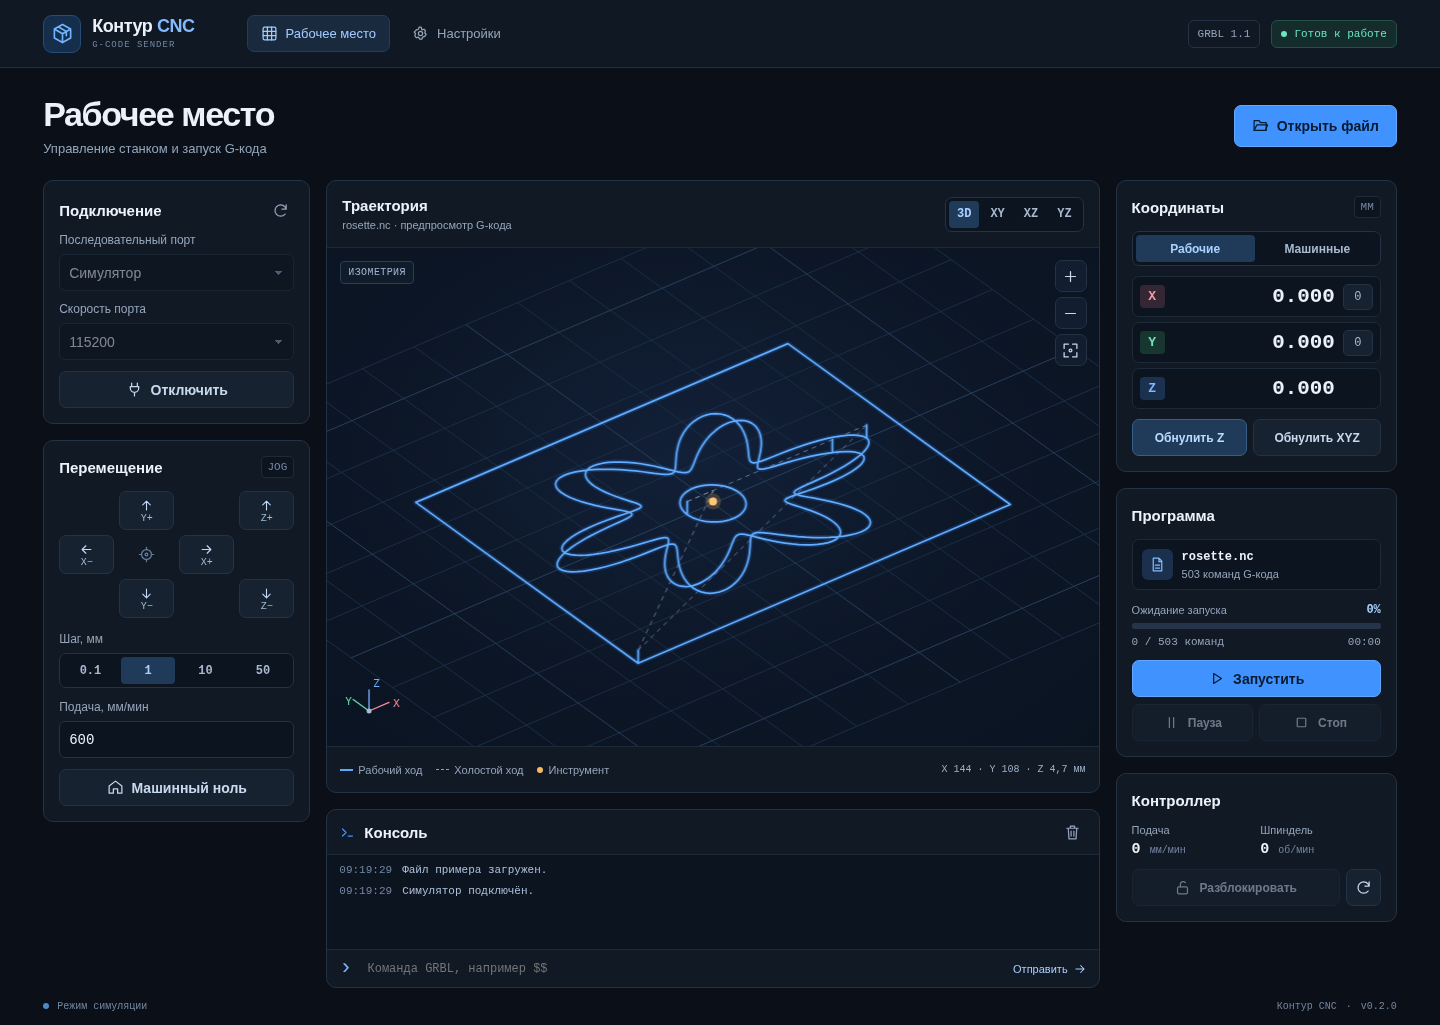 Контур CNC
G-CODE SENDER
Рабочее место
Настройки
GRBL 1.1
Готов к работе
Рабочее место
Управление станком и запуск G-кода
Открыть файл
Подключение
Последовательный порт
Симулятор
Скорость порта
115200
Отключить
Перемещение
JOG
Y+
Z+
X−
X+
Y−
Z−
Шаг, мм
0.1 1 10 50
Подача, мм/мин
600
Машинный ноль
Траектория
rosette.nc · предпросмотр G-кода
3D XY XZ YZ
ИЗОМЕТРИЯ
Z
Y
X
Рабочий ход
Холостой ход
Инструмент
X 144 · Y 108 · Z 4,7 мм
Консоль
09:19:29 Файл примера загружен.
09:19:29 Симулятор подключён.
Команда GRBL, например $$
Отправить
Координаты
ММ
Рабочие
Машинные
X 0.000 0
Y 0.000 0
Z 0.000
Обнулить Z
Обнулить XYZ
Программа
rosette.nc
503 команд G-кода
Ожидание запуска 0%
0 / 503 команд 00:00
Запустить
Пауза
Стоп
Контроллер
Подача
Шпиндель
0 мм/мин
0 об/мин
Разблокировать
Режим симуляции
Контур CNC · v0.2.0